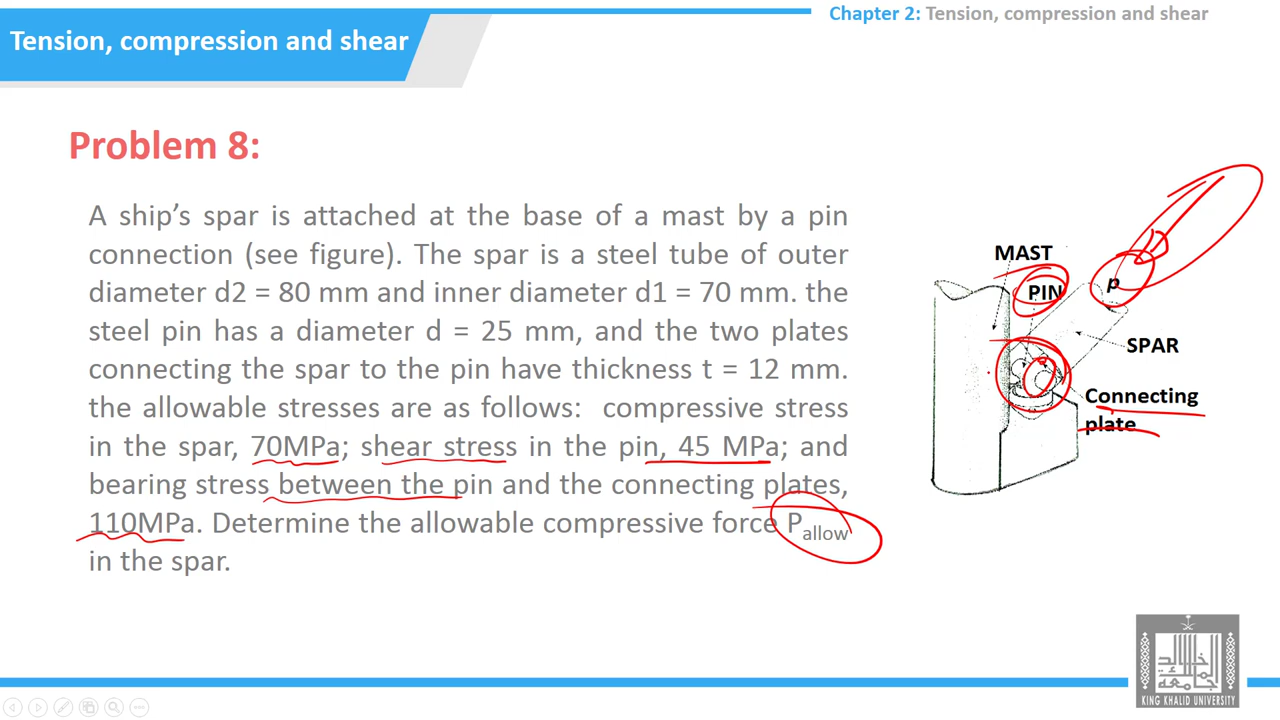 Chapter 2: Tension, compression and shear
Tension, compression and shear
Problem 8:
A ship's spar is attached at the base of a mast by a pin
connection (see figure). The spar is a steel tube of outer
diameter d2 = 80 mm and inner diameter d1 = 70 mm. the
steel pin has a diameter d = 25 mm, and the two plates
connecting the spar to the pin have thickness t = 12 mm.
the allowable stresses are as follows: compressive stress
in the spar, 70MPa; shear stress in the pin, 45 MPa; and
bearing stress between the pin and the connecting plates,
110MPa. Determine the allowable compressive force Pallow
in the spar.
MAST
PIN
P
SPAR
Connecting
plate
جامعة الملك خالد
KING KHALID UNIVERSITY